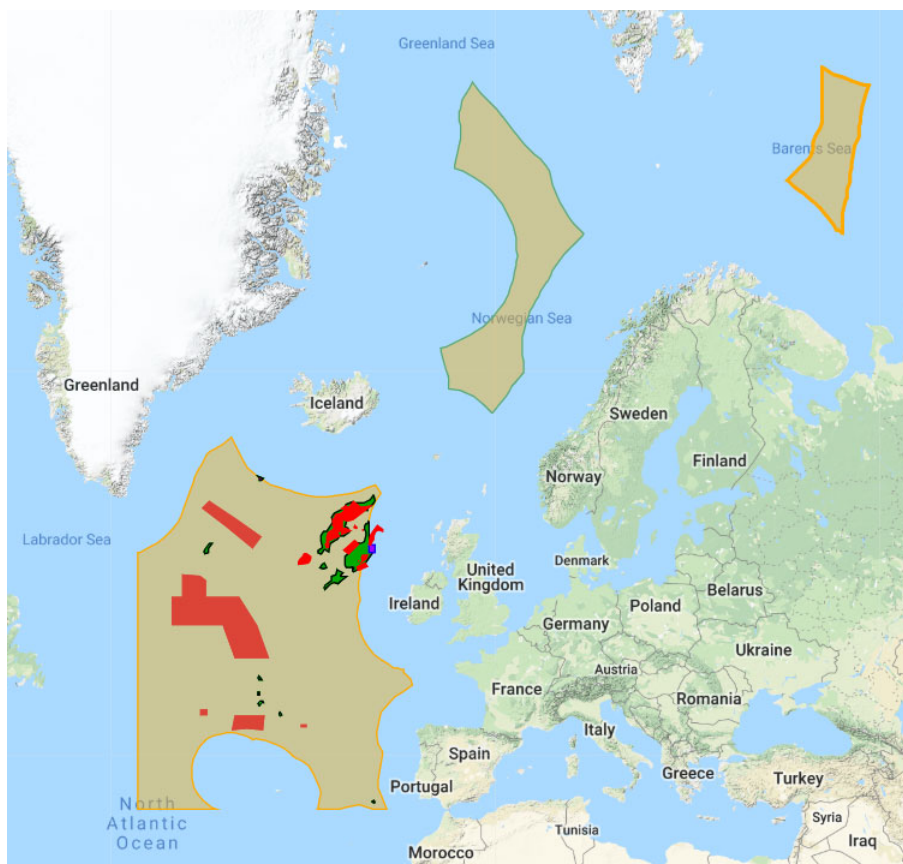 Greenland Sea
Barents Sea
Norwegian Sea
Greenland
Iceland
Sweden
Finland
Norway
Labrador Sea
Denmark
United
Kingdom
Ireland
Belarus
Poland
Germany
Ukraine
Austria
France
Romania
Italy
Spain
Portugal
Greece
Turkey
North
Atlantic
Ocean
Tunisia
Syria
Iraq
Morocco